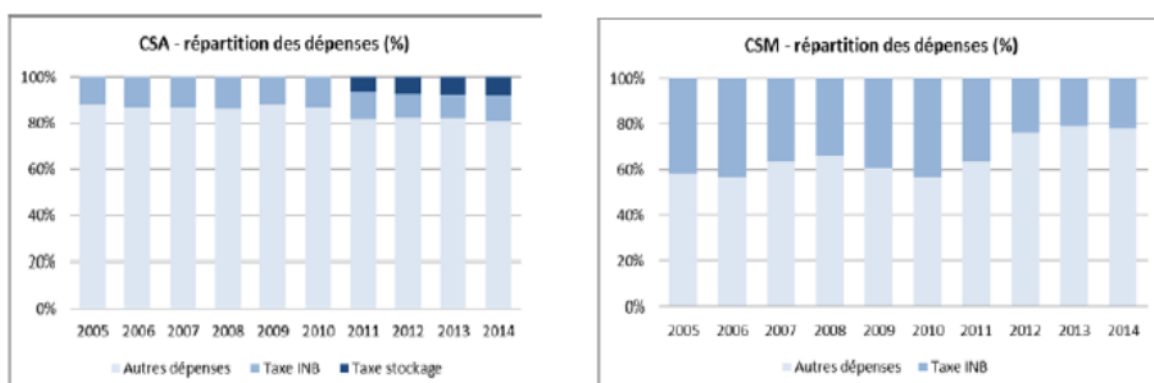 CSA - répartition des dépenses (%)
100%
80%
60%
40%
20%
0%
2005 2006 2007 2008 2009 2010 2011 2012 2013 2014
Autres dépenses Taxe INB Taxe stockage
CSM - répartition des dépenses (%)
100%
80%
60%
40%
20%
0%
2005 2006 2007 2008 2009 2010 2011 2012 2013 2014
Autres dépenses Taxe INB